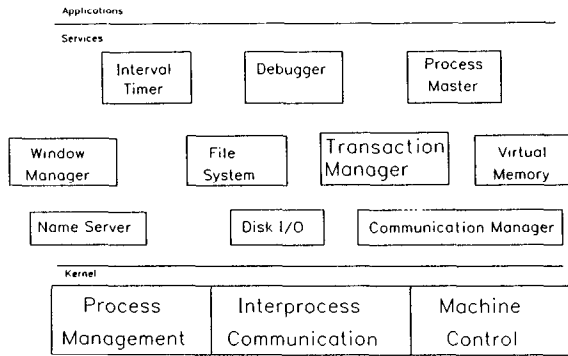 Applications
Services
Interval
Timer
Debugger
Process
Master
Window
Manager
File
System
Transaction
Manager
Virtual
Memory
Name Server
Disk I/O
Communication Manager
Kernel
Process
Management
Interprocess
Communication
Machine
Control